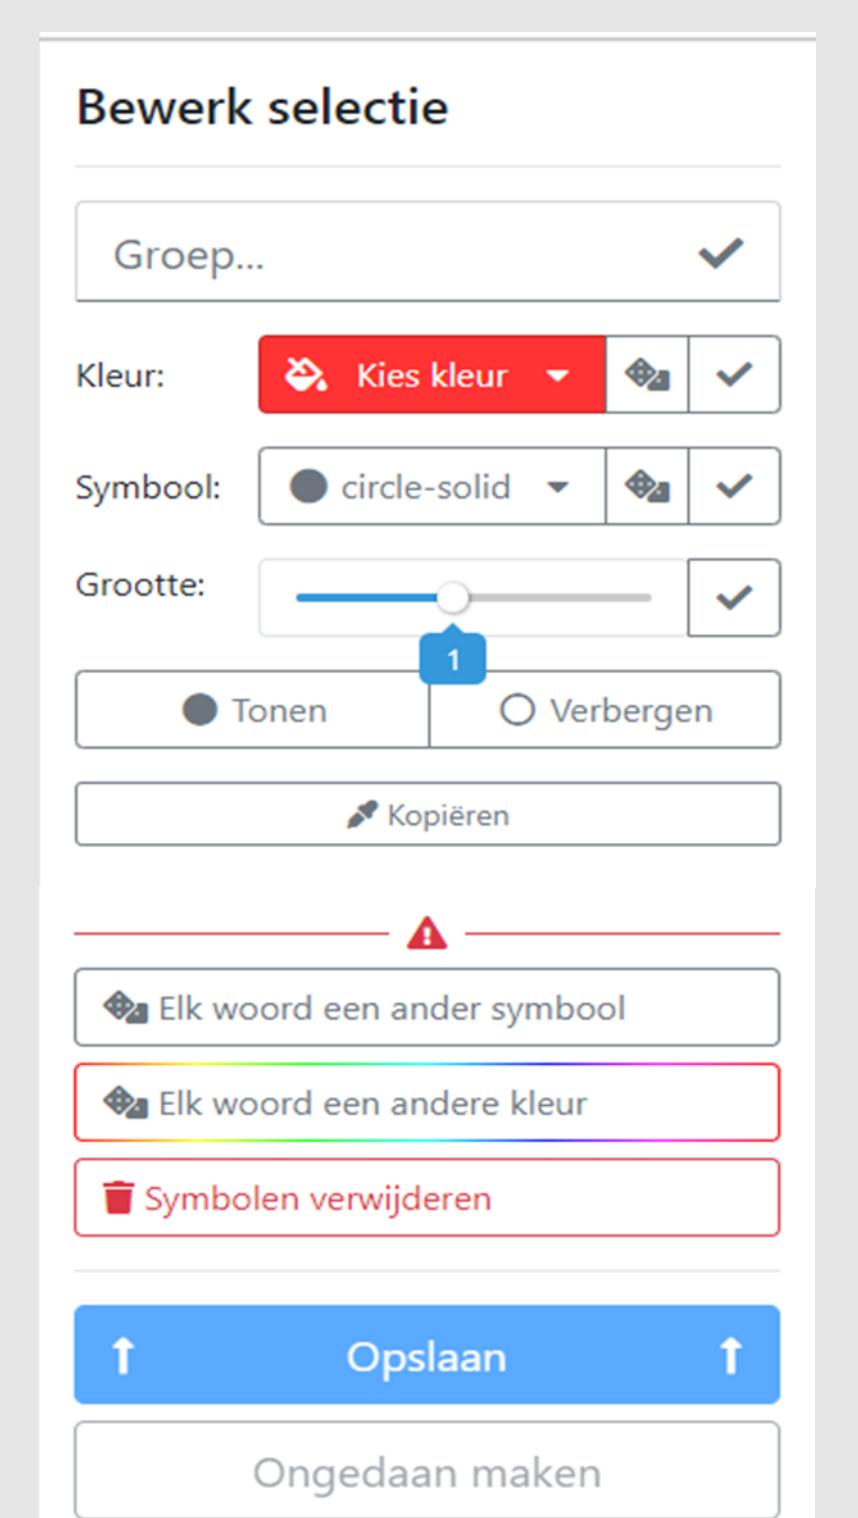 Bewerk selectie
Groep...
Kleur: Kies kleur
Symbool: circle-solid
Grootte:
1
Tonen Verbergen
Kopiëren
Elk woord een ander symbool
Elk woord een andere kleur
Symbolen verwijderen
Opslaan
Ongedaan maken